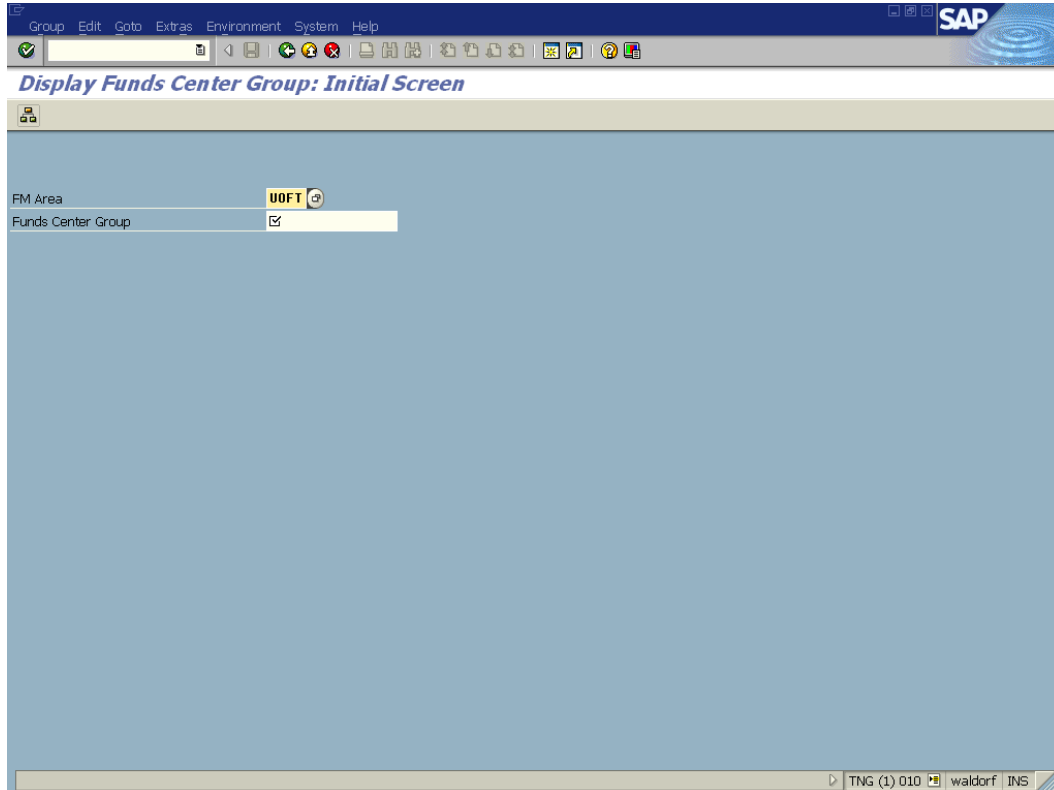 Group Edit Goto Extras Environment System Help
SAP
Display Funds Center Group: Initial Screen
FM Area UOFT
Funds Center Group
TNG (1) 010 waldorf INS